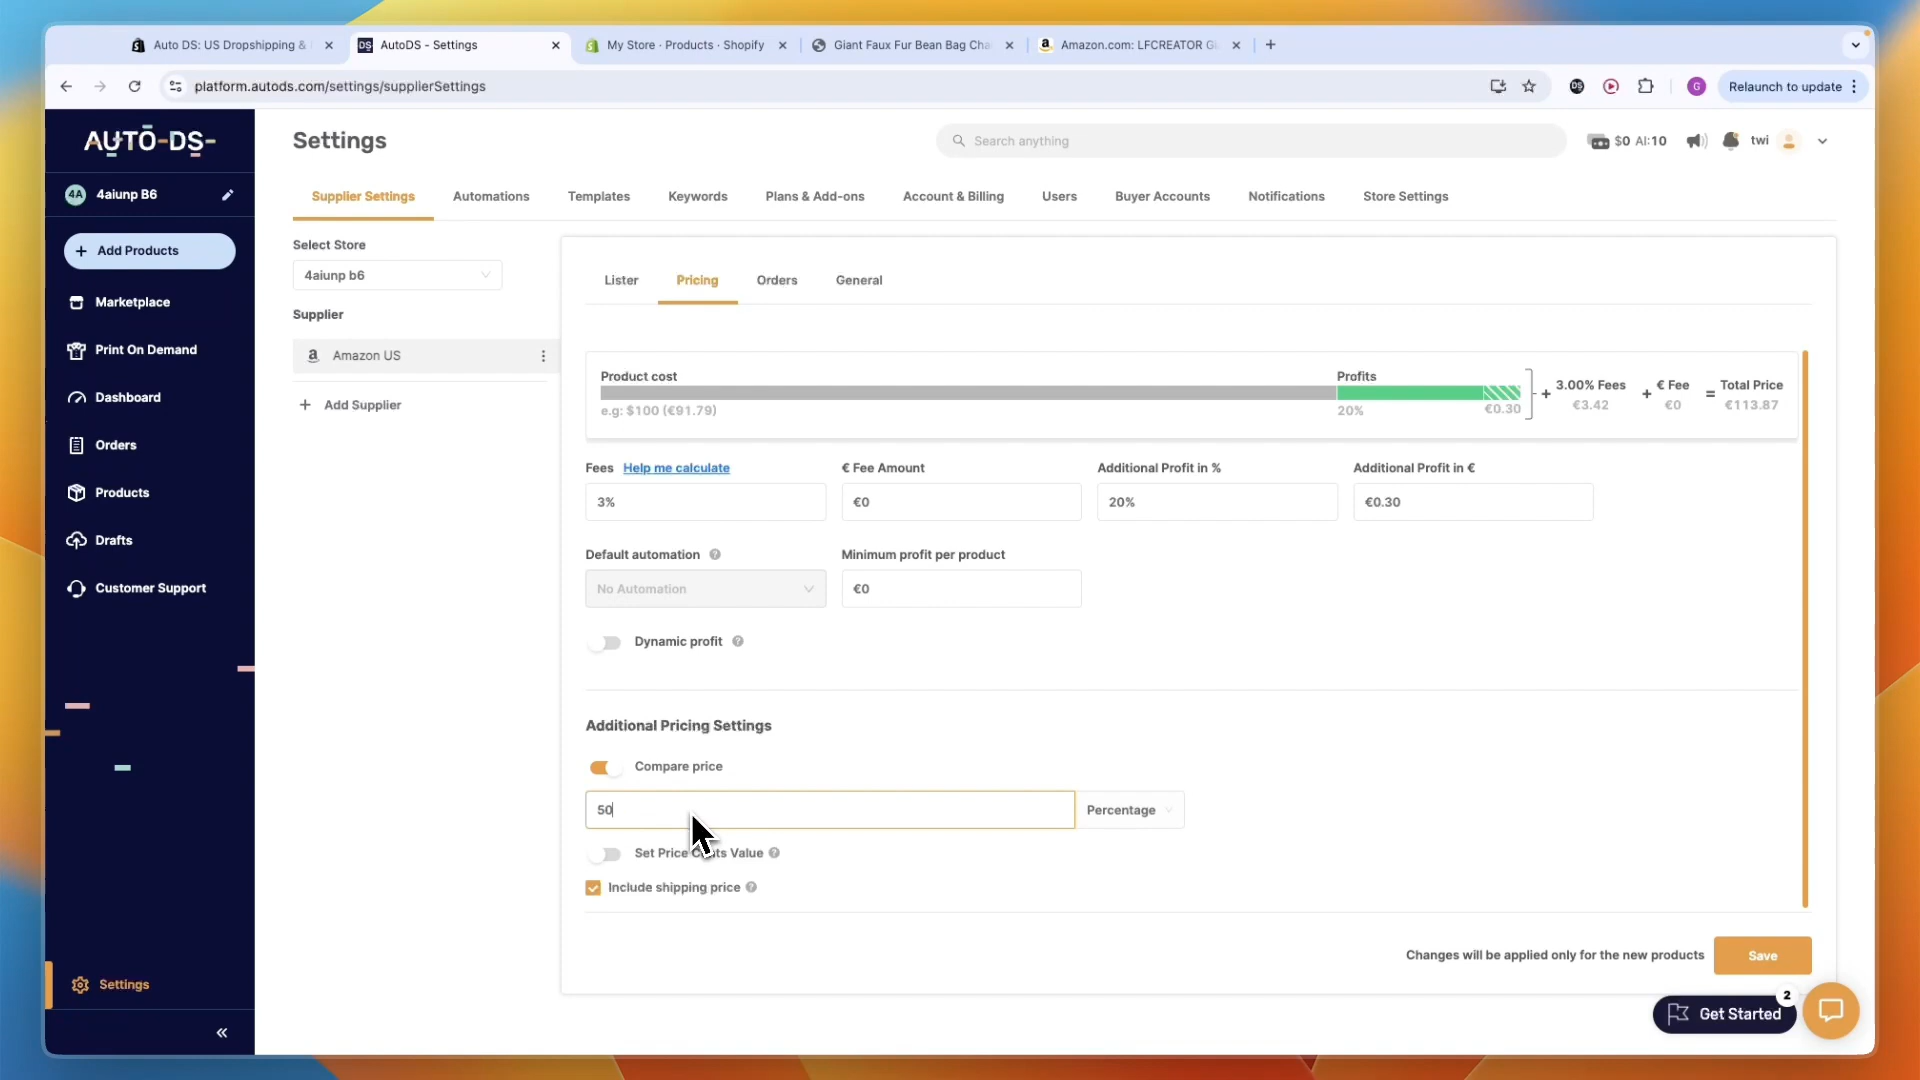 Auto DS: US Dropshipping &
AutoDS - Settings
My Store · Products · Shopify
Giant Faux Fur Bean Bag Cha
Amazon.com: LFCREATOR Gi
platform.autods.com/settings/supplierSettings
G
Relaunch to update
AUTO-DS-
4A
4aiunp B6
Add Products
Marketplace
Print On Demand
Dashboard
Orders
Products
Drafts
Customer Support
Settings
Settings
Search anything
$0 AI:10
twi
Supplier Settings
Automations
Templates
Keywords
Plans & Add-ons
Account & Billing
Users
Buyer Accounts
Notifications
Store Settings
Select Store
4aiunp b6
Supplier
Amazon US
Add Supplier
Lister
Pricing
Orders
General
Product cost
Profits
e.g: $100 (€91.79)
20%
€0.30
+ 3.00% Fees
€3.42
+ € Fee
€0
= Total Price
€113.87
Fees Help me calculate
3%
€ Fee Amount
€0
Additional Profit in %
20%
Additional Profit in €
€0.30
Default automation
No Automation
Minimum profit per product
€0
Dynamic profit
Additional Pricing Settings
Compare price
50
Percentage
Set Price Value
Include shipping price
Changes will be applied only for the new products
Save
2
Get Started